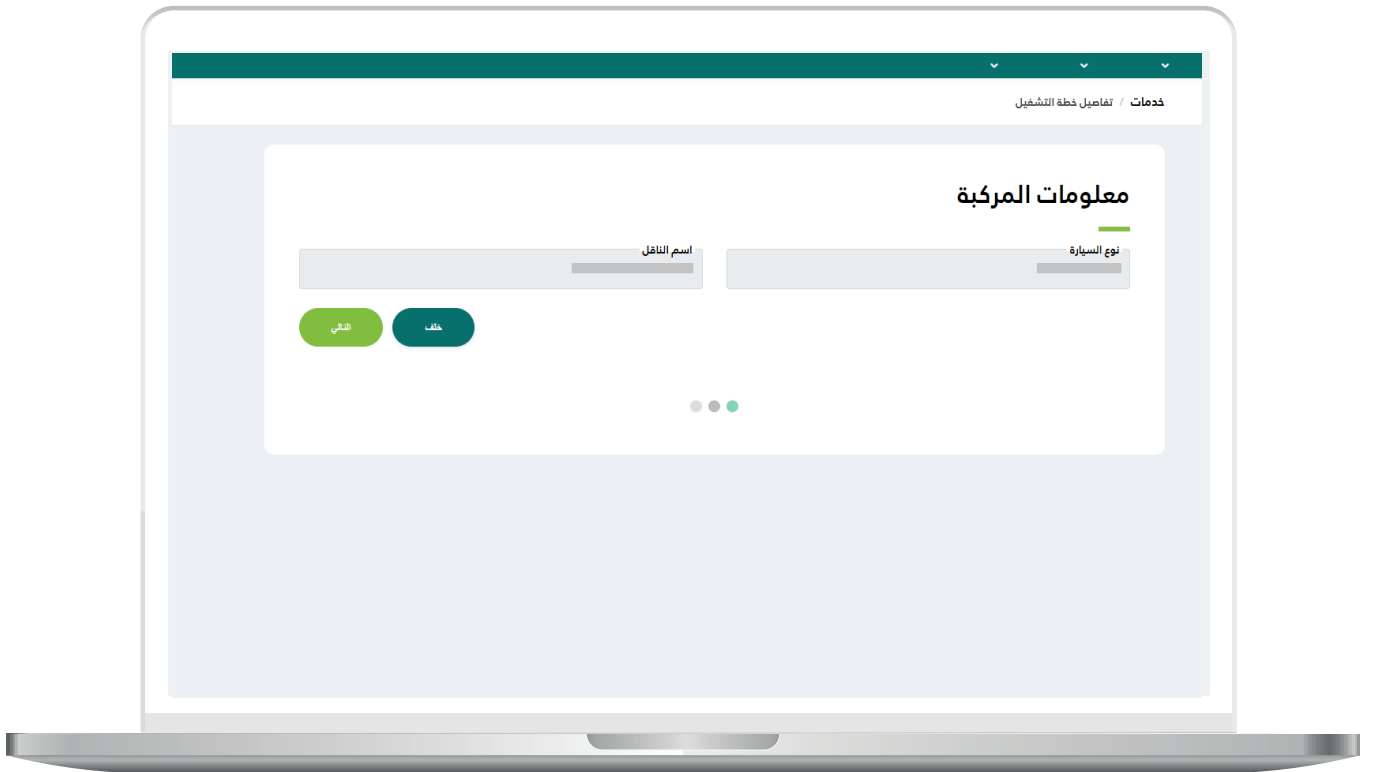 خدمات / تفاصيل خطة التشغيل
معلومات المركبة
نوع السيارة
اسم الناقل
خلف
التالي